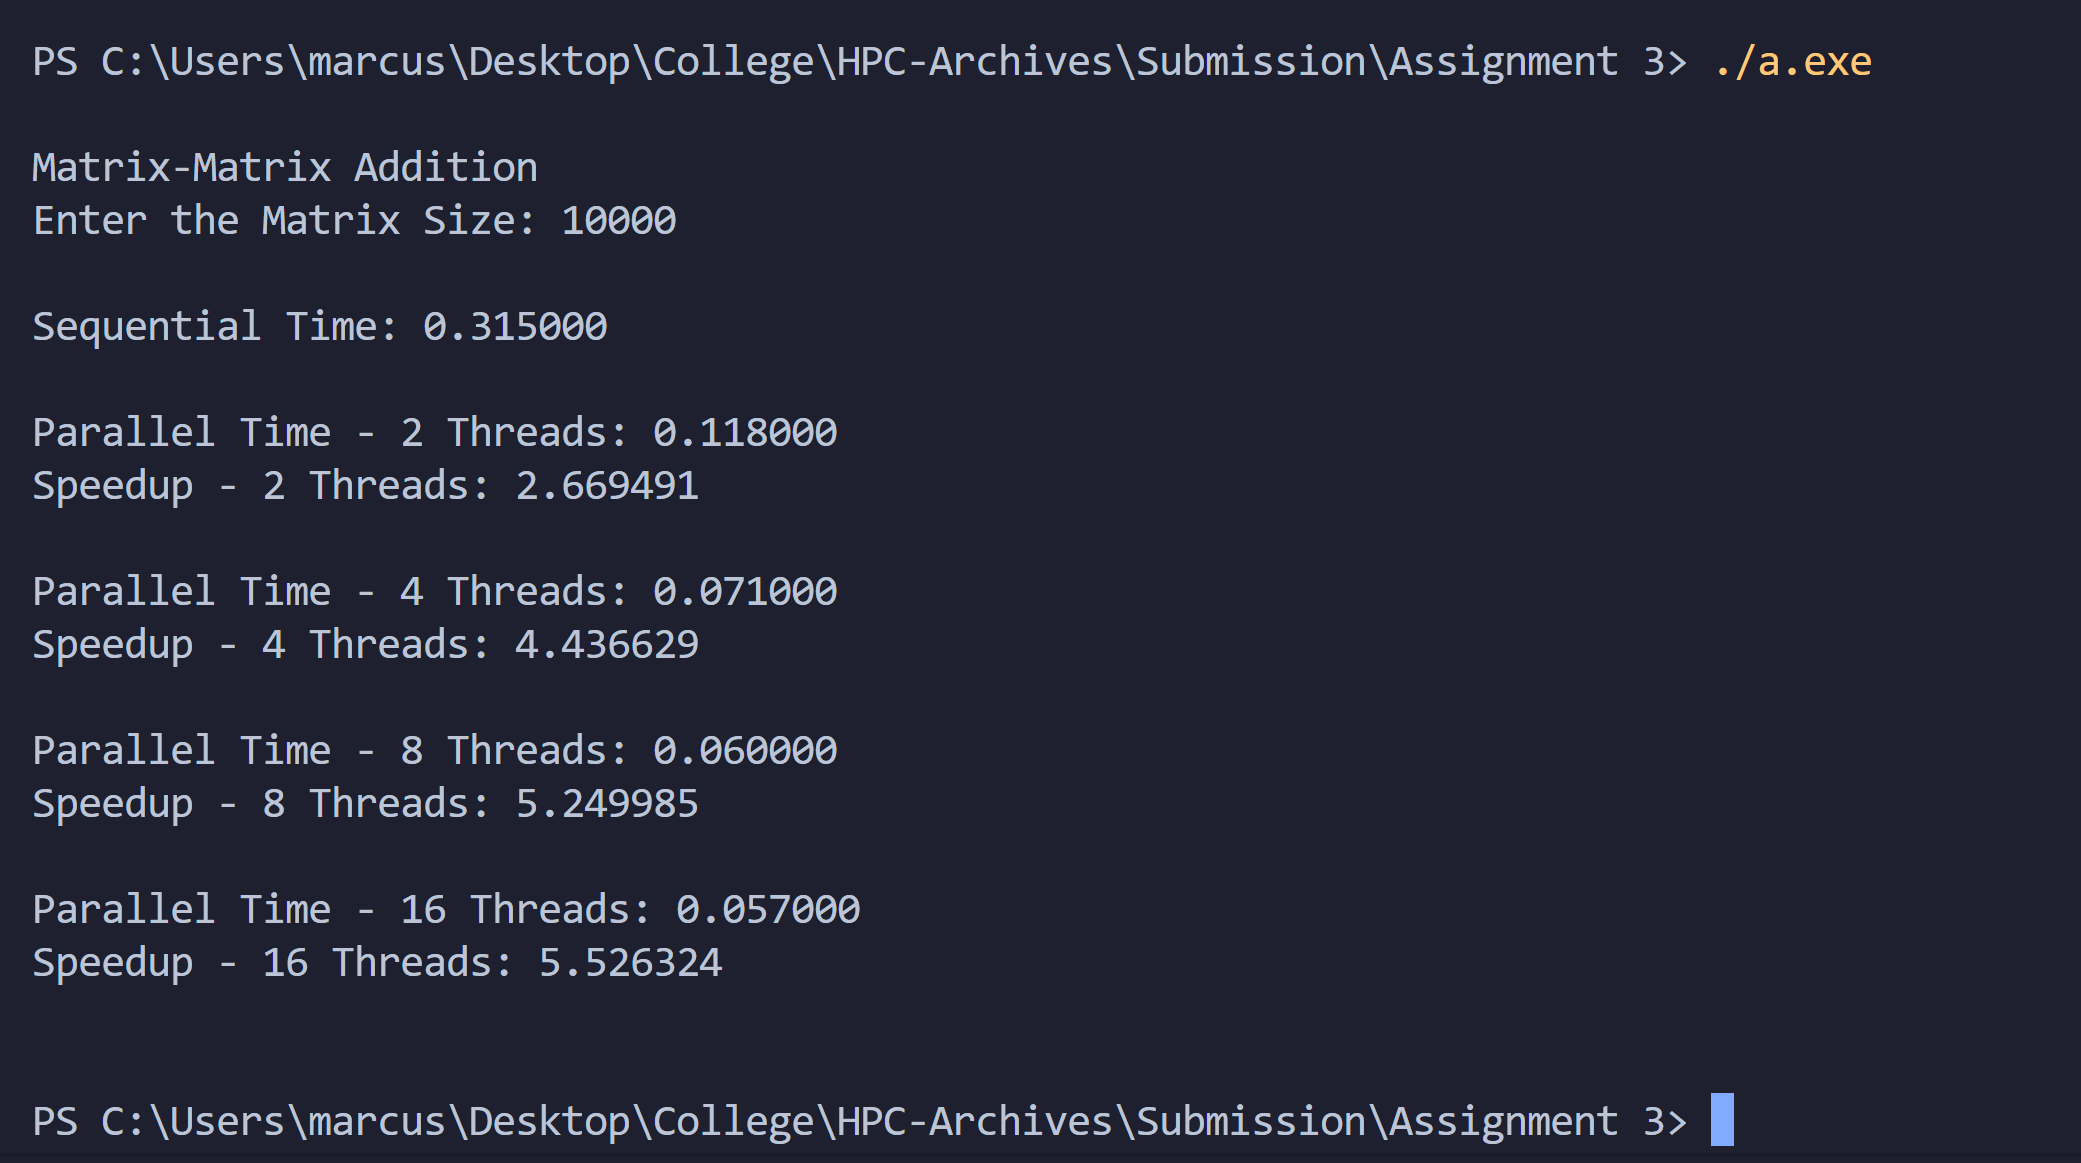 PS C:\Users\marcus\Desktop\College\HPC-Archives\Submission\Assignment 3> ./a.exe
Matrix-Matrix Addition
Enter the Matrix Size: 10000
Sequential Time: 0.315000
Parallel Time - 2 Threads: 0.118000
Speedup - 2 Threads: 2.669491
Parallel Time - 4 Threads: 0.071000
Speedup - 4 Threads: 4.436629
Parallel Time - 8 Threads: 0.060000
Speedup - 8 Threads: 5.249985
Parallel Time - 16 Threads: 0.057000
Speedup - 16 Threads: 5.526324
PS C:\Users\marcus\Desktop\College\HPC-Archives\Submission\Assignment 3>